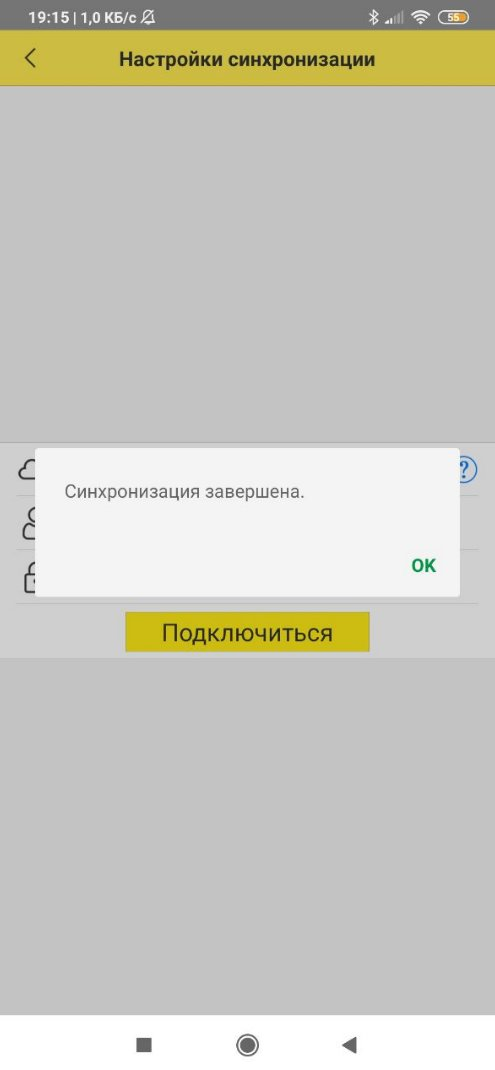 19:15 | 1,0 КБ/с 55
Настройки синхронизации
?
Синхронизация завершена.
OK
Подключиться